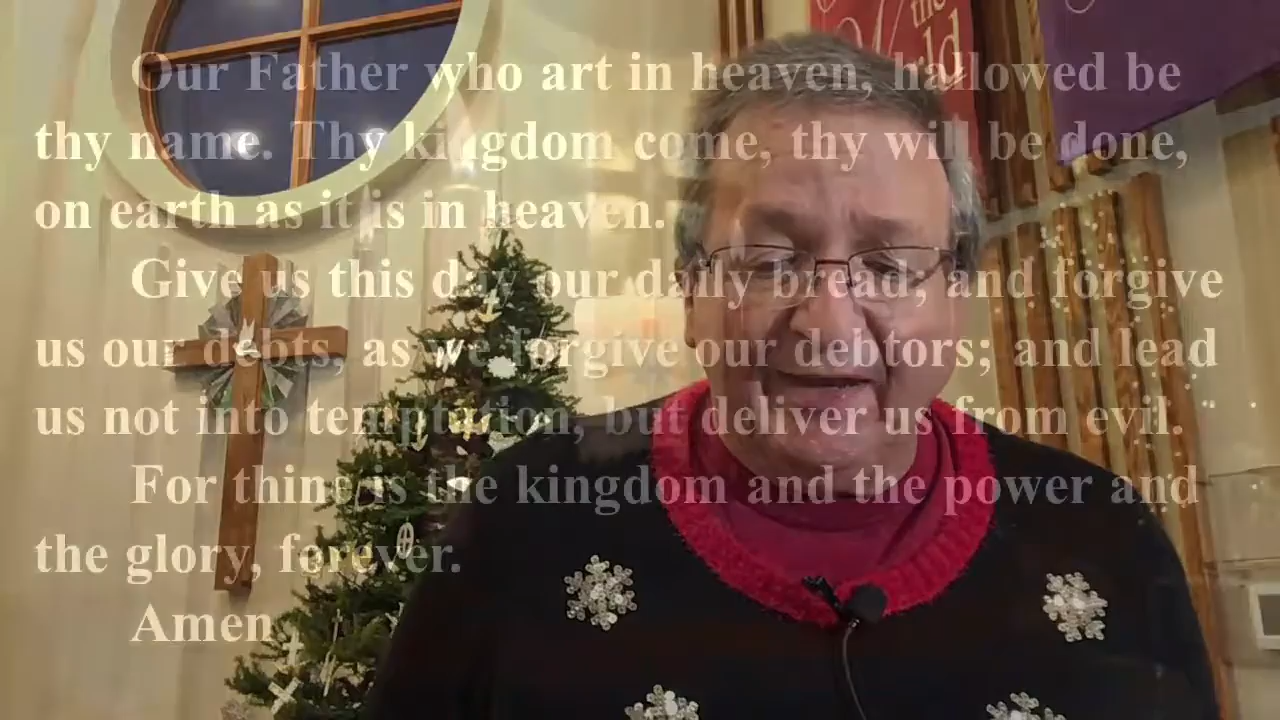 the
W
rld
Our Father who art in heaven, hallowed be
thy name. Thy kingdom come, thy will be done,
on earth as it is in heaven.
Give us this day our daily bread, and forgive
us our debts, as we forgive our debtors; and lead
us not into temptation, but deliver us from evil.
For thine is the kingdom and the power and
the glory, forever.
Amen